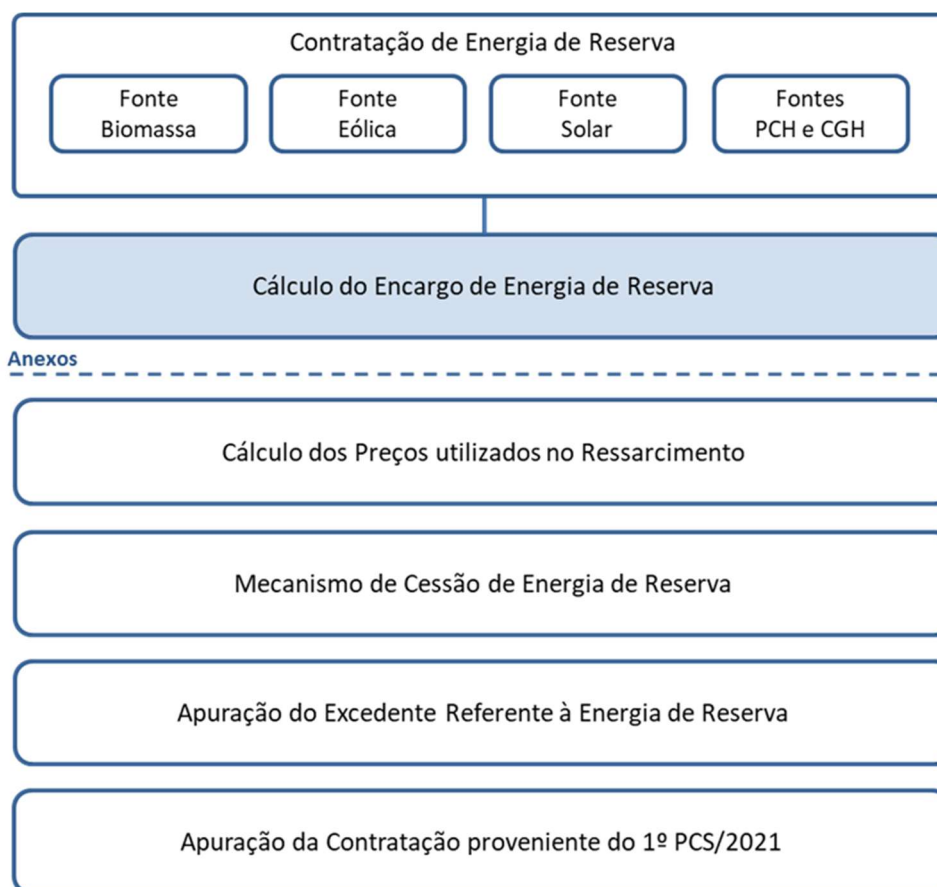 Contratação de Energia de Reserva
Fonte
Biomassa
Fonte
Eólica
Fonte
Solar
Fontes
PCH e CGH
Cálculo do Encargo de Energia de Reserva
Anexos
Cálculo dos Preços utilizados no Ressarcimento
Mecanismo de Cessão de Energia de Reserva
Apuração do Excedente Referente à Energia de Reserva
Apuração da Contratação proveniente do 1º PCS/2021